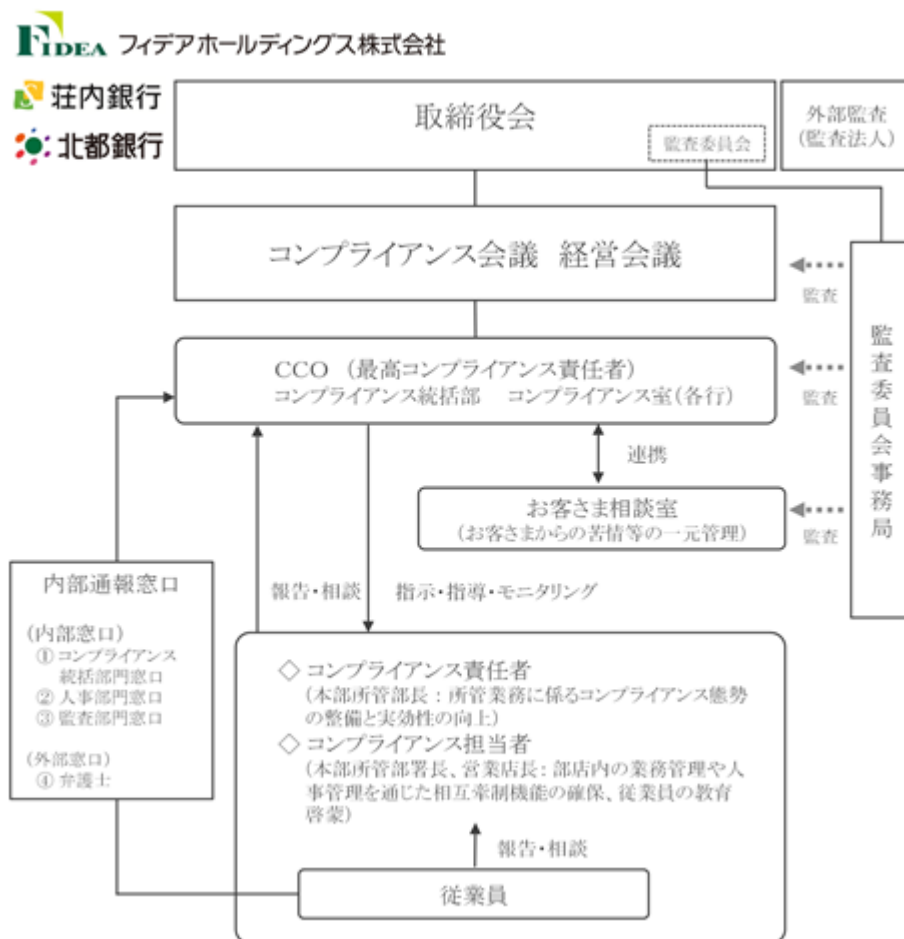 FIDEA フィデアホールディングス株式会社
荘内銀行
北都銀行
取締役会
監査委員会
外部監査
(監査法人)
コンプライアンス会議 経営会議
監査
CCO (最高コンプライアンス責任者)
コンプライアンス統括部 コンプライアンス室(各行)
監査
連携
お客さま相談室
(お客さまからの苦情等の一元管理)
監査
監査委員会事務局
内部通報窓口
(内部窓口)
① コンプライアンス
統括部門窓口
② 人事部門窓口
③ 監査部門窓口
(外部窓口)
④ 弁護士
報告・相談
指示・指導・モニタリング
◇ コンプライアンス責任者
(本部所管部長:所管業務に係るコンプライアンス態勢
の整備と実効性の向上)
◇ コンプライアンス担当者
(本部所管部署長、営業店長:部店内の業務管理や人
事管理を通じた相互牽制機能の確保、従業員の教育
啓蒙)
報告・相談
従業員